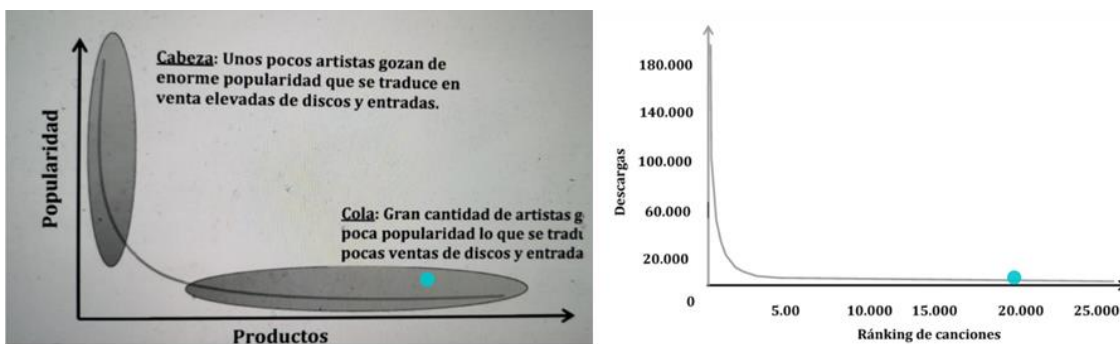 Cabeza: Unos pocos artistas gozan de
enorme popularidad que se traduce en
venta elevadas de discos y entradas.
Popularidad
Cola: Gran cantidad de artistas g
poca popularidad lo que se tradu
pocas ventas de discos y entrada
Productos
180.000
140.000
100.000
60.000
20.000
0
Descargas
5.00
10.000
15.000
20.000
25.000
Ránking de canciones